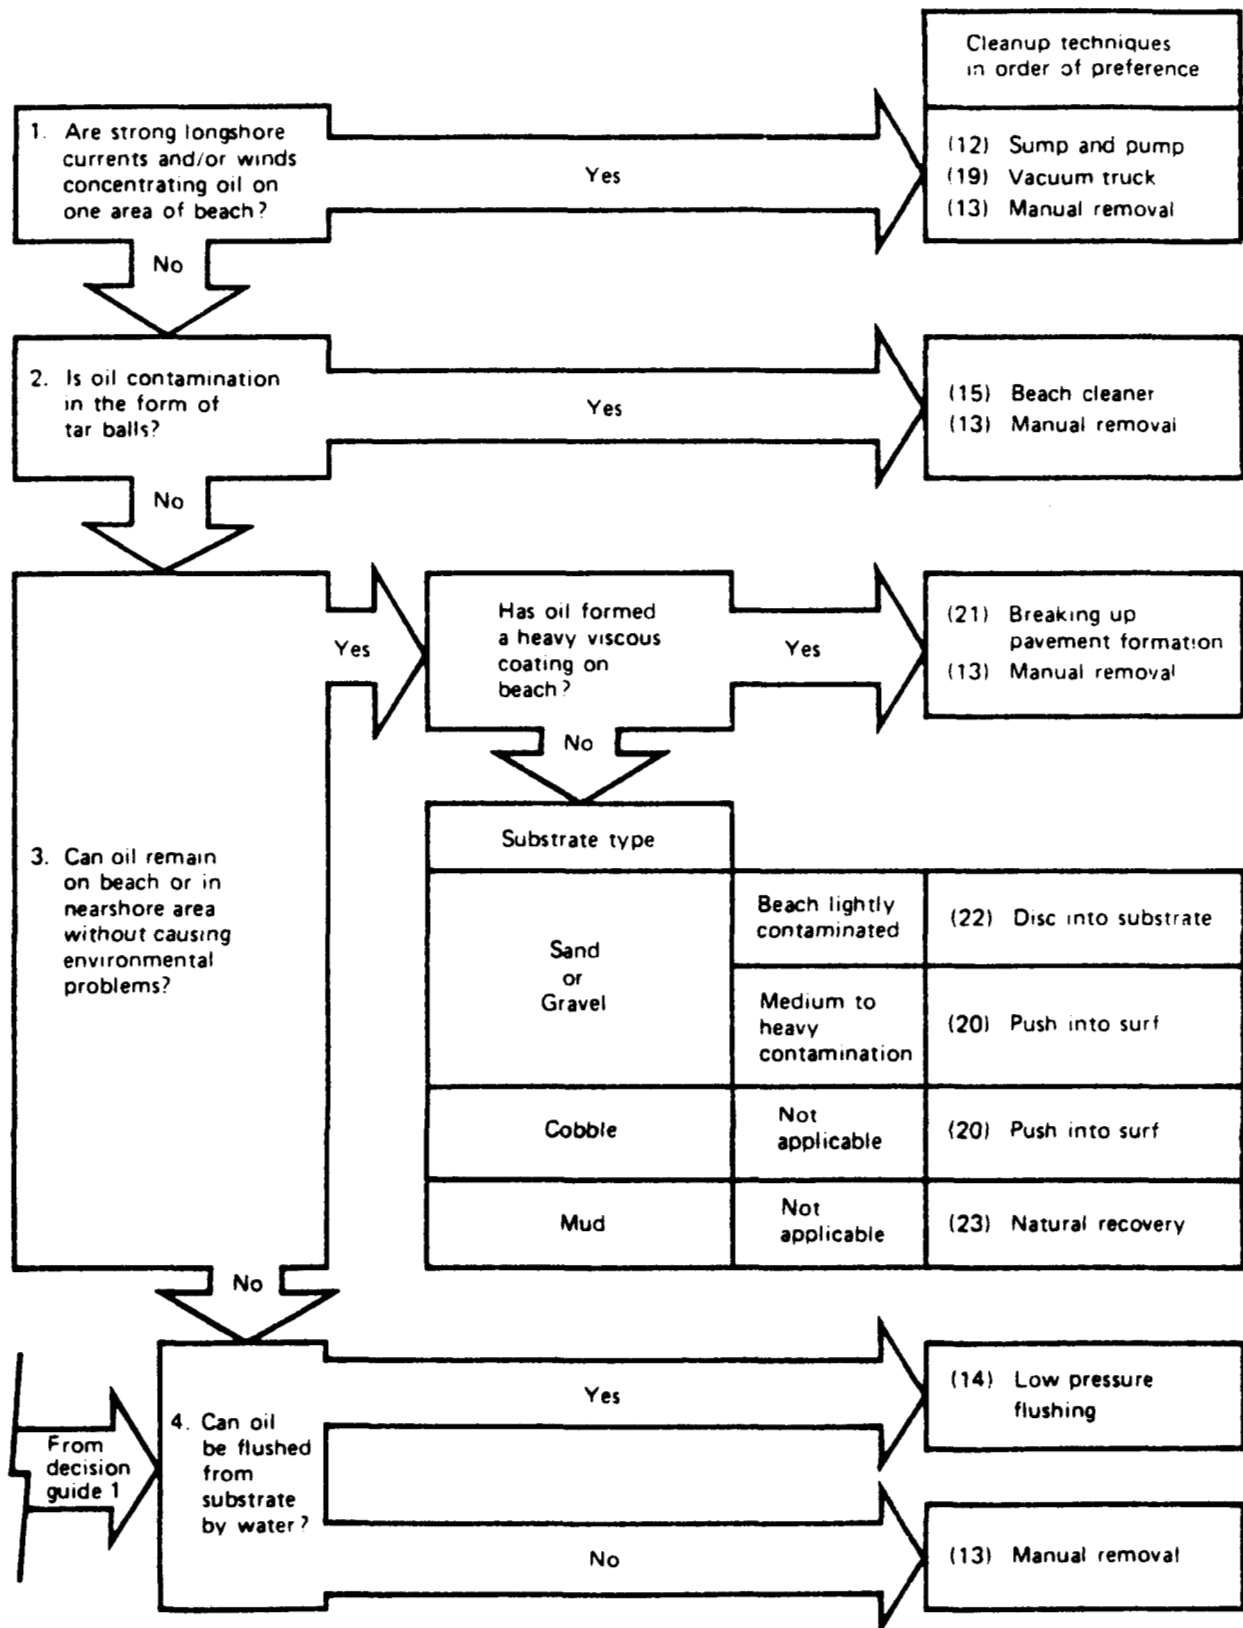 Cleanup techniques
in order of preference
1. Are strong longshore
currents and/or winds
concentrating oil on
one area of beach?
Yes
(12) Sump and pump
(19) Vacuum truck
(13) Manual removal
No
2. Is oil contamination
in the form of
tar balls?
Yes
(15) Beach cleaner
(13) Manual removal
No
3. Can oil remain
on beach or in
nearshore area
without causing
environmental
problems?
Yes
Has oil formed
a heavy viscous
coating on
beach?
Yes
(21) Breaking up
pavement formation
(13) Manual removal
No
Substrate type
Sand
or
Gravel
Beach lightly
contaminated
(22) Disc into substrate
Medium to
heavy
contamination
(20) Push into surf
Cobble
Not
applicable
(20) Push into surf
Mud
Not
applicable
(23) Natural recovery
No
From
decision
guide 1
4. Can oil
be flushed
from
substrate
by water?
Yes
(14) Low pressure
flushing
No
(13) Manual removal